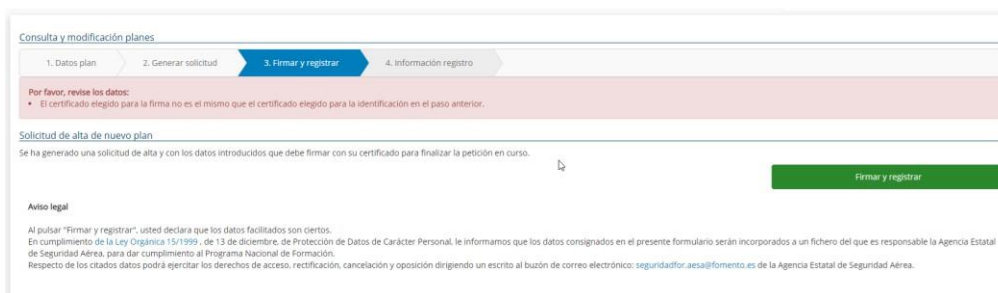 Consulta y modificación planes
1. Datos plan 2. Generar solicitud 3. Firmar y registrar 4. Información registro
Por favor, revise los datos:
• El certificado elegido para la firma no es el mismo que el certificado elegido para la identificación en el paso anterior.
Solicitud de alta de nuevo plan
Se ha generado una solicitud de alta y con los datos introducidos que debe firmar con su certificado para finalizar la petición en curso.
Firmar y registrar
Aviso legal
Al pulsar "Firmar y registrar", usted declara que los datos facilitados son ciertos.
En cumplimiento de la Ley Orgánica 15/1999 , de 13 de diciembre, de Protección de Datos de Carácter Personal, le informamos que los datos consignados en el presente formulario serán incorporados a un fichero del que es responsable la Agencia Estatal
de Seguridad Aérea, para dar cumplimiento al Programa Nacional de Formación.
Respecto de los citados datos podrá ejercitar los derechos de acceso, rectificación, cancelación y oposición dirigiendo un escrito al buzón de correo electrónico: seguridadfor.aesa@fomento.es de la Agencia Estatal de Seguridad Aérea.